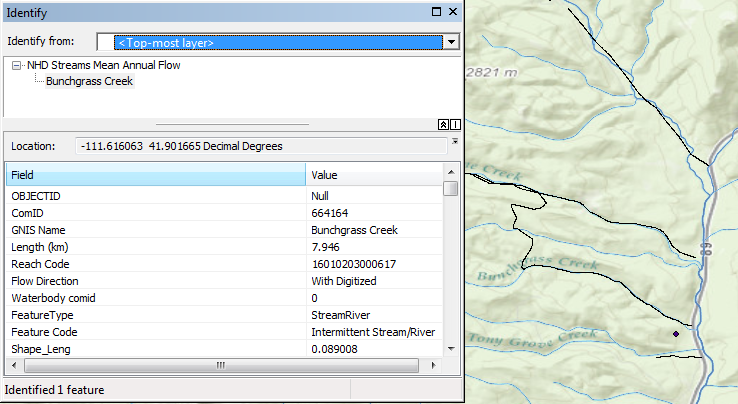 Identify
Identify from: <Top-most layer>
NHD Streams Mean Annual Flow
Bunchgrass Creek
Location: -111.616063 41.901665 Decimal Degrees
Field Value
OBJECTID Null
ComID 664164
GNIS Name Bunchgrass Creek
Length (km) 7.946
Reach Code 16010203000617
Flow Direction With Digitized
Waterbody comid 0
FeatureType StreamRiver
Feature Code Intermittent Stream/River
Shape_Leng 0.089008
Identified 1 feature
2821 m
Creek
89
Bunchgrass Creek
Tony Grove Creek